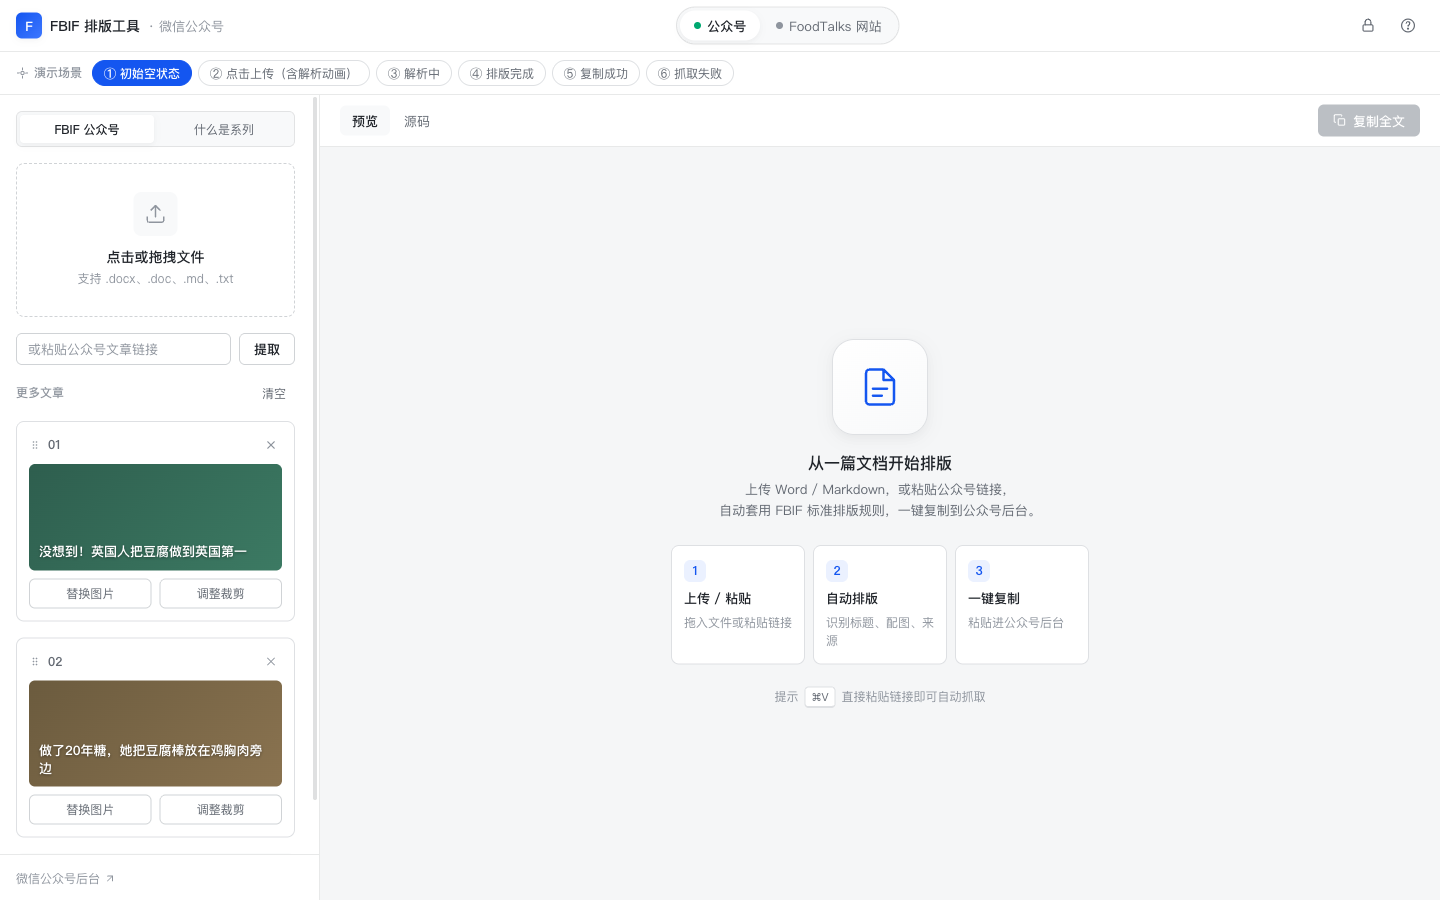 F FBIF 排版工具 · 微信公众号
公众号 FoodTalks 网站
演示场景 ① 初始空状态 ② 点击上传（含解析动画） ③ 解析中 ④ 排版完成 ⑤ 复制成功 ⑥ 抓取失败
FBIF 公众号 什么是系列
点击或拖拽文件
支持 .docx、.doc、.md、.txt
或粘贴公众号文章链接 提取
更多文章 清空
01
没想到！英国人把豆腐做到英国第一
替换图片 调整裁剪
02
做了20年糖，她把豆腐棒放在鸡胸肉旁
边
替换图片 调整裁剪
微信公众号后台
预览 源码 复制全文
从一篇文档开始排版
上传 Word / Markdown，或粘贴公众号链接，
自动套用 FBIF 标准排版规则，一键复制到公众号后台。
1
上传 / 粘贴
拖入文件或粘贴链接
2
自动排版
识别标题、配图、来
源
3
一键复制
粘贴进公众号后台
提示 ⌘V 直接粘贴链接即可自动抓取